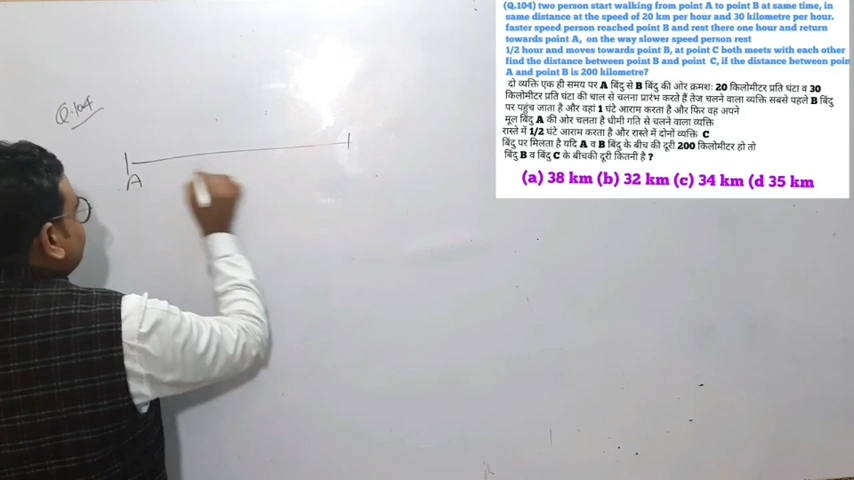 (Q.104) two person start walking from point A to point B at same time, in
same distance at the speed of 20 km per hour and 30 kilometre per hour.
faster speed person reached point B and rest there one hour and return
towards point A, on the way slower speed person rest
1/2 hour and moves towards point B, at point C both meets with each other
find the distance between point B and point C, if the distance between poin
A and point B is 200 kilometre?
दो व्यक्ति एक ही समय पर A बिंदु से B बिंदु की ओर क्रमशः 20 किलोमीटर प्रति घंटा व 30
किलोमीटर प्रति घंटा की चाल से चलना प्रारंभ करते हैं तेज चलने वाला व्यक्ति सबसे पहले B बिंदु
पर पहुंच जाता है और वहां 1 घंटे आराम करता है और फिर वह अपने
मूल बिंदु A की ओर चलता है धीमी गति से चलने वाला व्यक्ति
रास्ते में 1/2 घंटे आराम करता है और रास्ते में दोनों व्यक्ति C
बिंदु पर मिलता है यदि A व B बिंदु के बीच की दूरी 200 किलोमीटर हो तो
बिंदु B व बिंदु C के बीचकी दूरी कितनी है ?
(a) 38 km (b) 32 km (c) 34 km (d 35 km
Q.104
A